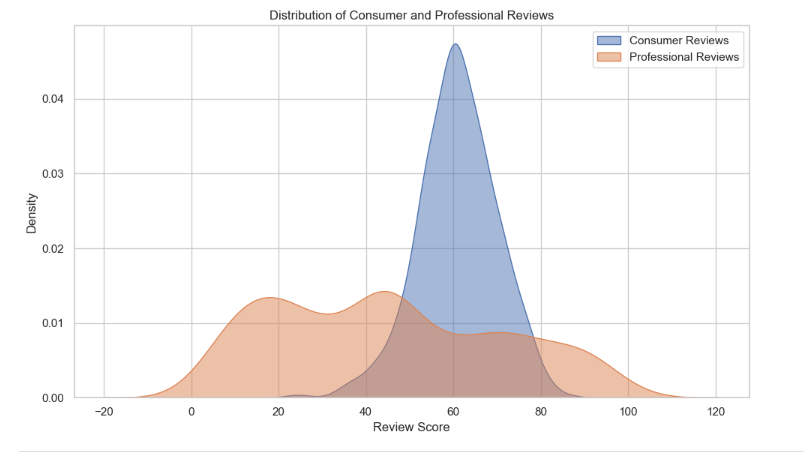 Distribution of Consumer and Professional Reviews
Consumer Reviews
Professional Reviews
0.04
0.03
0.02
0.01
0.00
Density
−20 0 20 40 60 80 100 120
Review Score